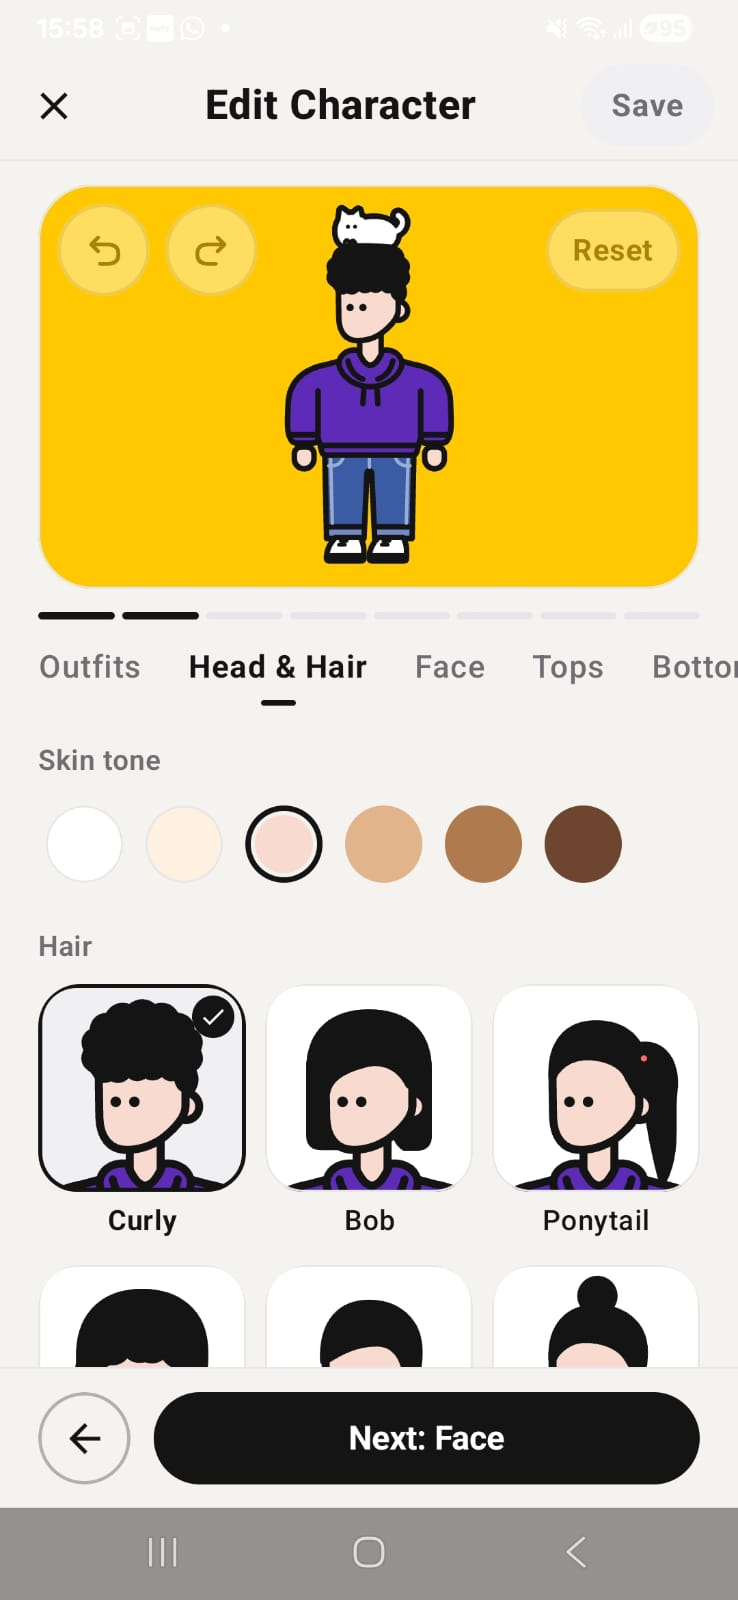 15:58
95
Edit Character
Save
Reset
Outfits
Head & Hair
Face
Tops
Bottor
Skin tone
Hair
Curly
Bob
Ponytail
Next: Face